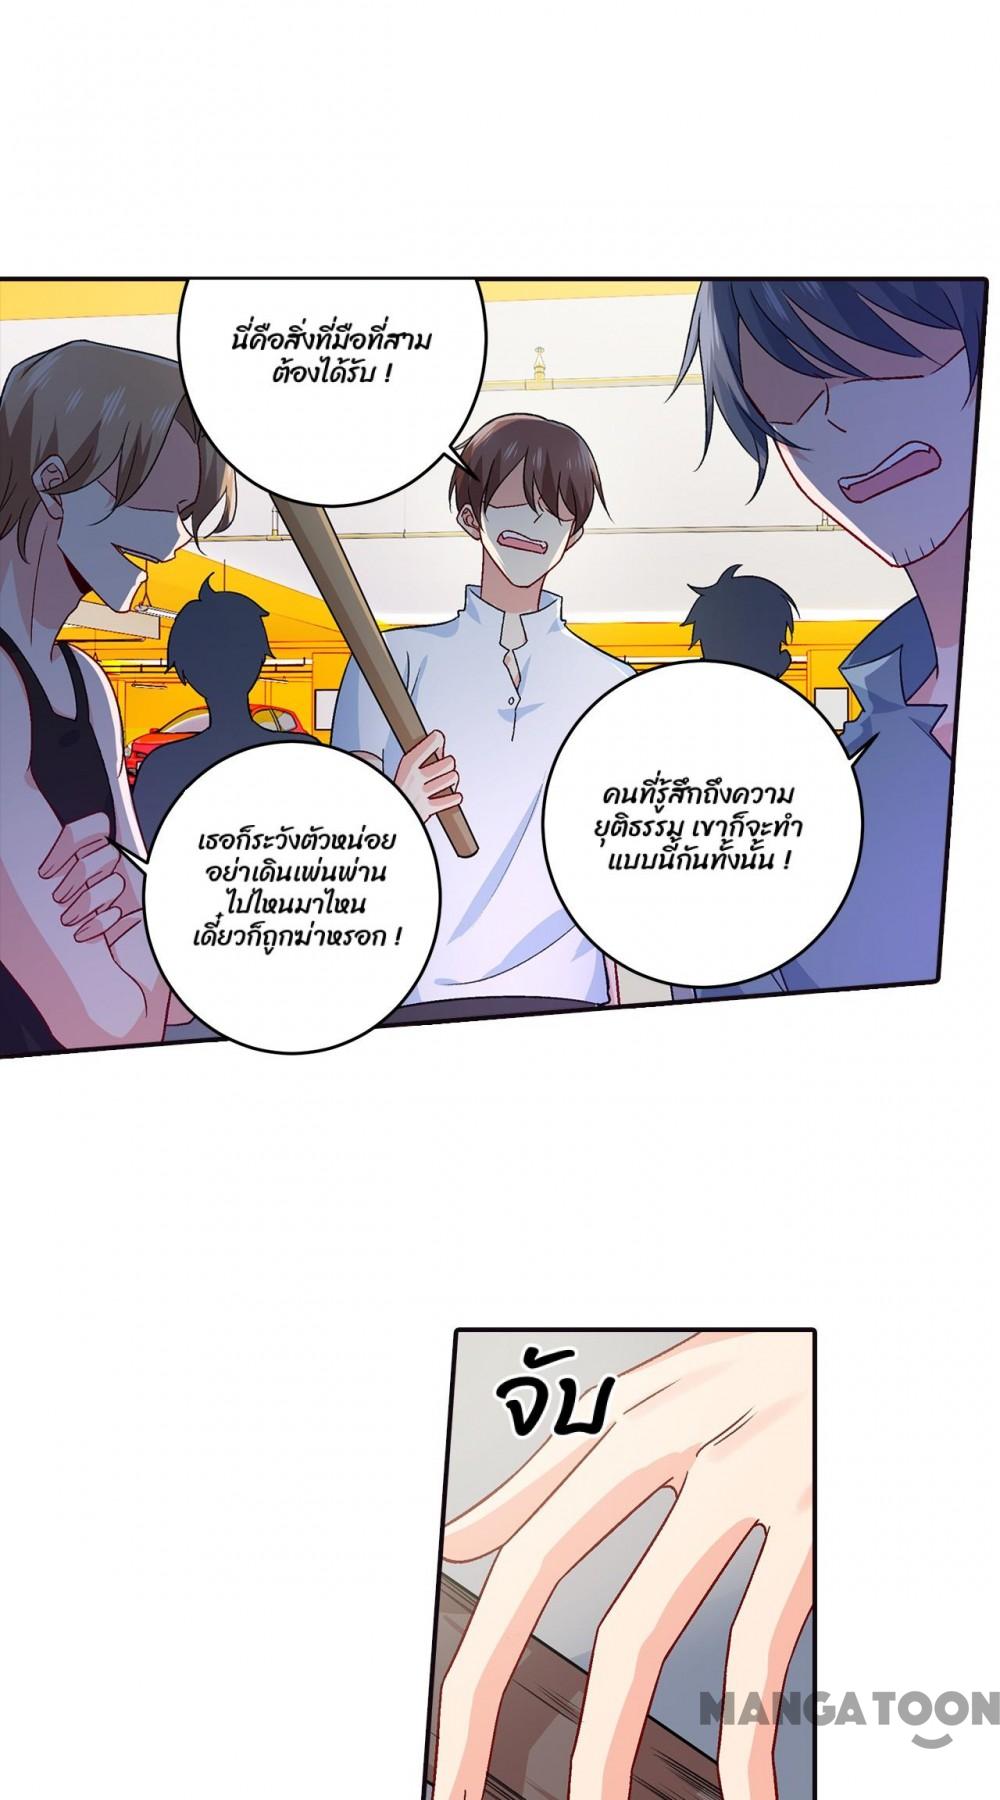 นี่คือสิ่งที่มือที่สาม
ต้องได้รับ !
คนที่รู้สึกถึงความ
ยุติธรรม เขาก็จะทำ
แบบนี้กันทั้งนั้น !
เธอก็ระวังตัวหน่อย
อย่าเดินเพ่นพ่าน
ไปไหนมาไหน
เดี๋ยวก็ถูกฆ่าหรอก !
จับ
MANGATOON